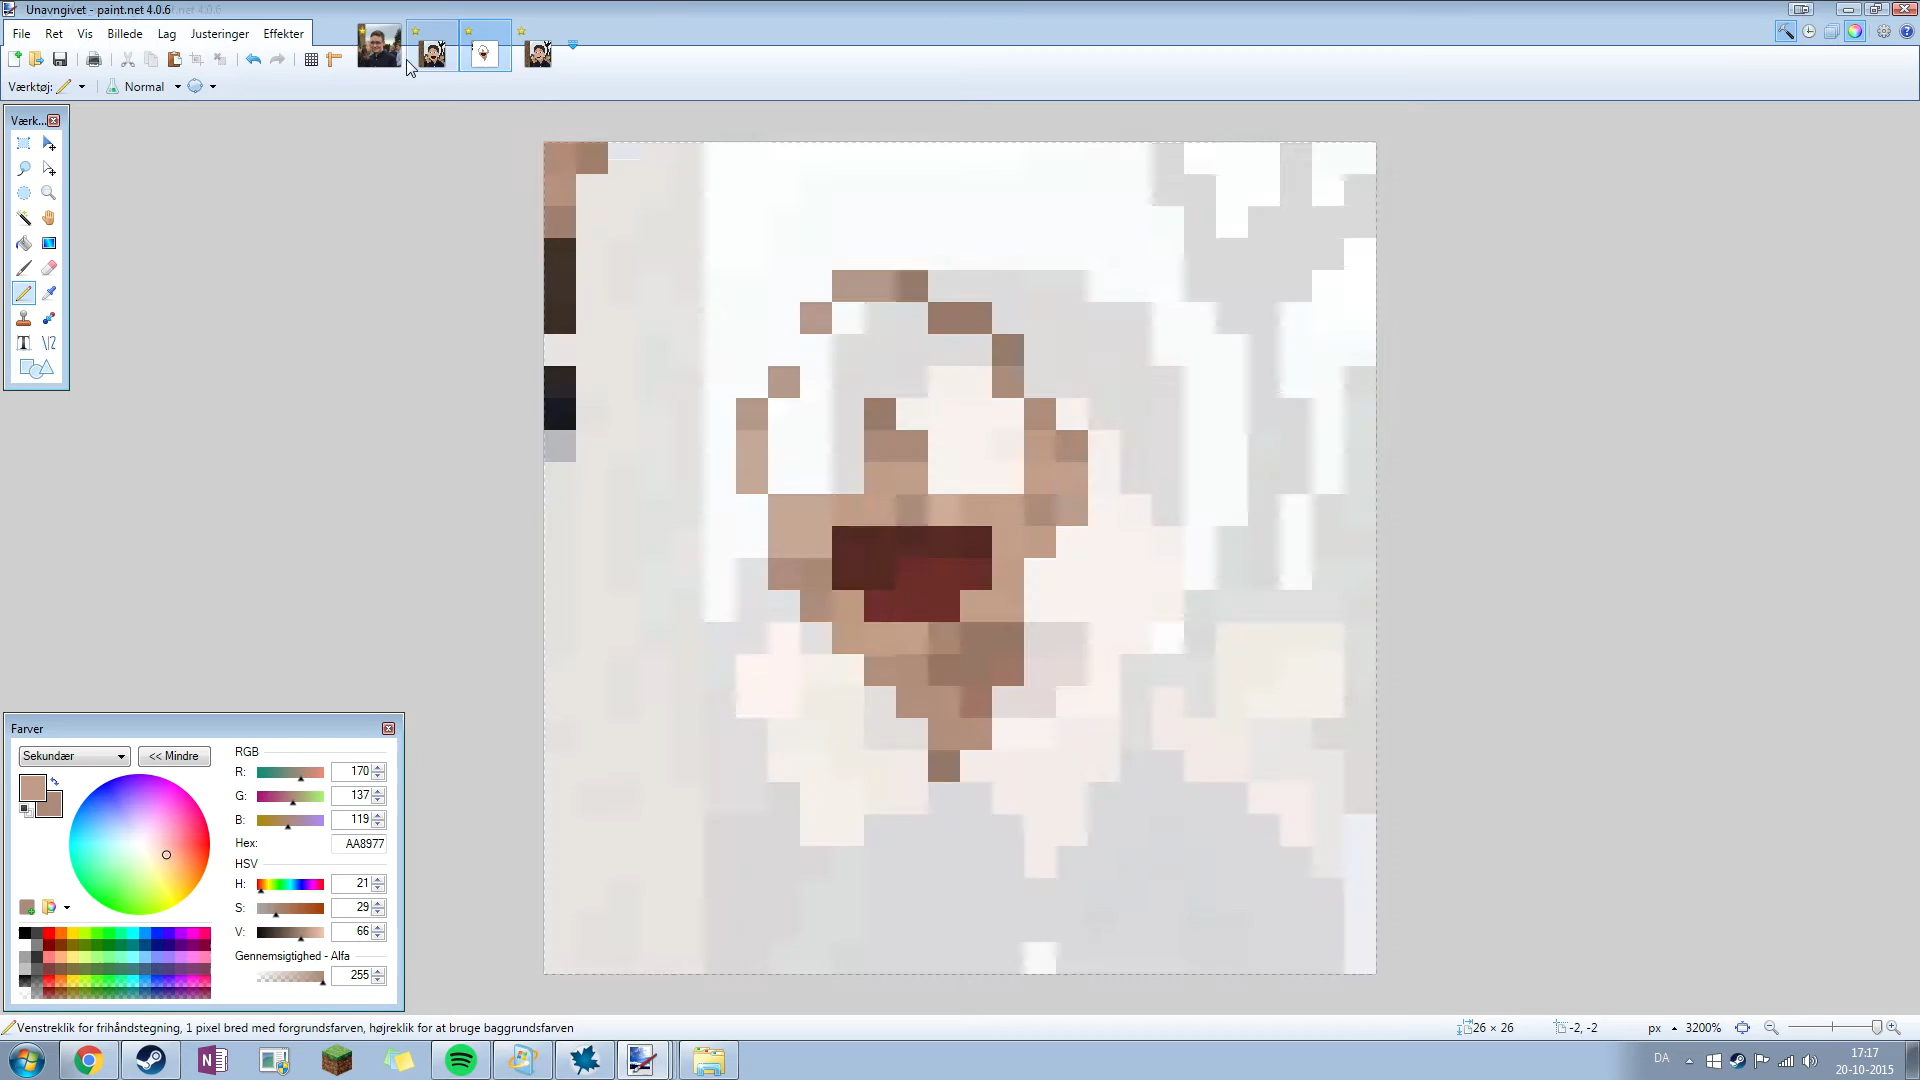 Unavngivet - paint.net 4.0.6
File Ret Vis Billede Lag Justeringer Effekter
Værktøj: Normal
Værk...
Farver
Sekundær << Mindre
RGB
R: 170
G: 137
B: 119
Hex: AA8977
HSV
H: 21
S: 29
V: 66
Gennemsigtighed - Alfa
255
Venstreklik for frihåndstegning, 1 pixel bred med forgrundsfarven, højreklik for at bruge baggrundsfarven
26 × 26
-2, -2
px
3200%
DA
17:17
20-10-2015